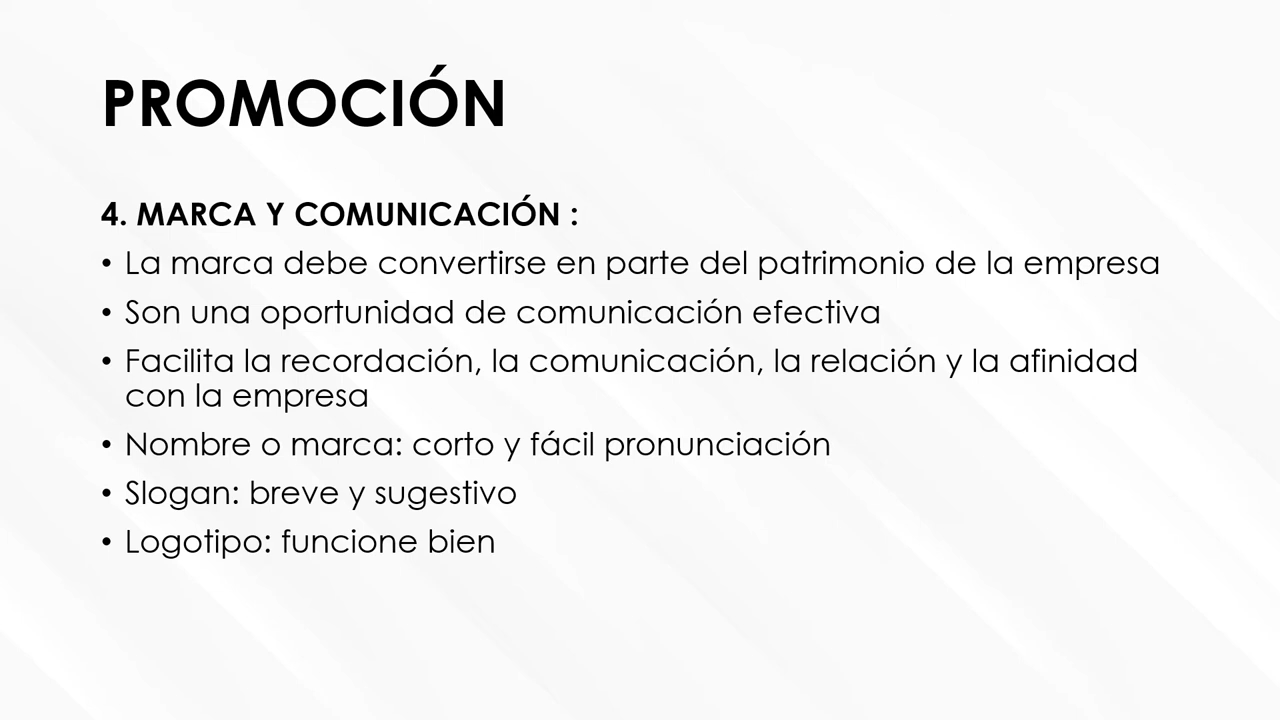 PROMOCIÓN
4. MARCA Y COMUNICACIÓN :
• La marca debe convertirse en parte del patrimonio de la empresa
• Son una oportunidad de comunicación efectiva
• Facilita la recordación, la comunicación, la relación y la afinidad
con la empresa
• Nombre o marca: corto y fácil pronunciación
• Slogan: breve y sugestivo
• Logotipo: funcione bien